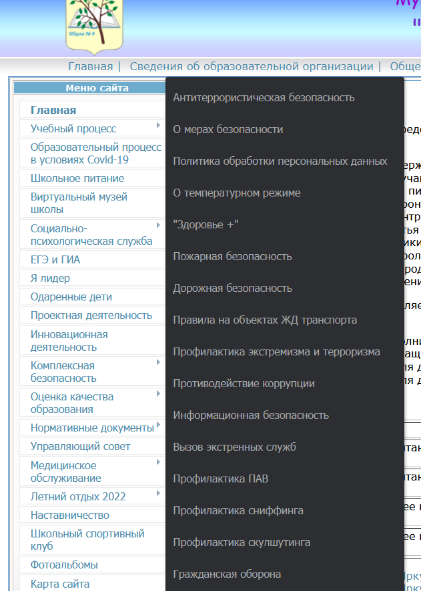 Школа № 4
Главная | Сведения об образовательной организации | Обще
Меню сайта
Главная
Учебный процесс
Образовательный процесс
в условиях Covid-19
Школьное питание
Виртуальный музей
школы
Социально-
психологическая служба
ЕГЭ и ГИА
Я лидер
Одаренные дети
Проектная деятельность
Инновационная
деятельность
Комплексная
безопасность
Оценка качества
образования
Нормативные документы
Управляющий совет
Медицинское
обслуживание
Летний отдых 2022
Наставничество
Школьный спортивный
клуб
Фотоальбомы
Карта сайта
Антитеррористическая безопасность
О мерах безопасности
Политика обработки персональных данных
О температурном режиме
"Здоровье +"
Пожарная безопасность
Дорожная безопасность
Правила на объектах ЖД транспорта
Профилактика экстремизма и терроризма
Противодействие коррупции
Информационная безопасность
Вызов экстренных служб
Профилактика ПАВ
Профилактика сниффинга
Профилактика скулшутинга
Гражданская оборона